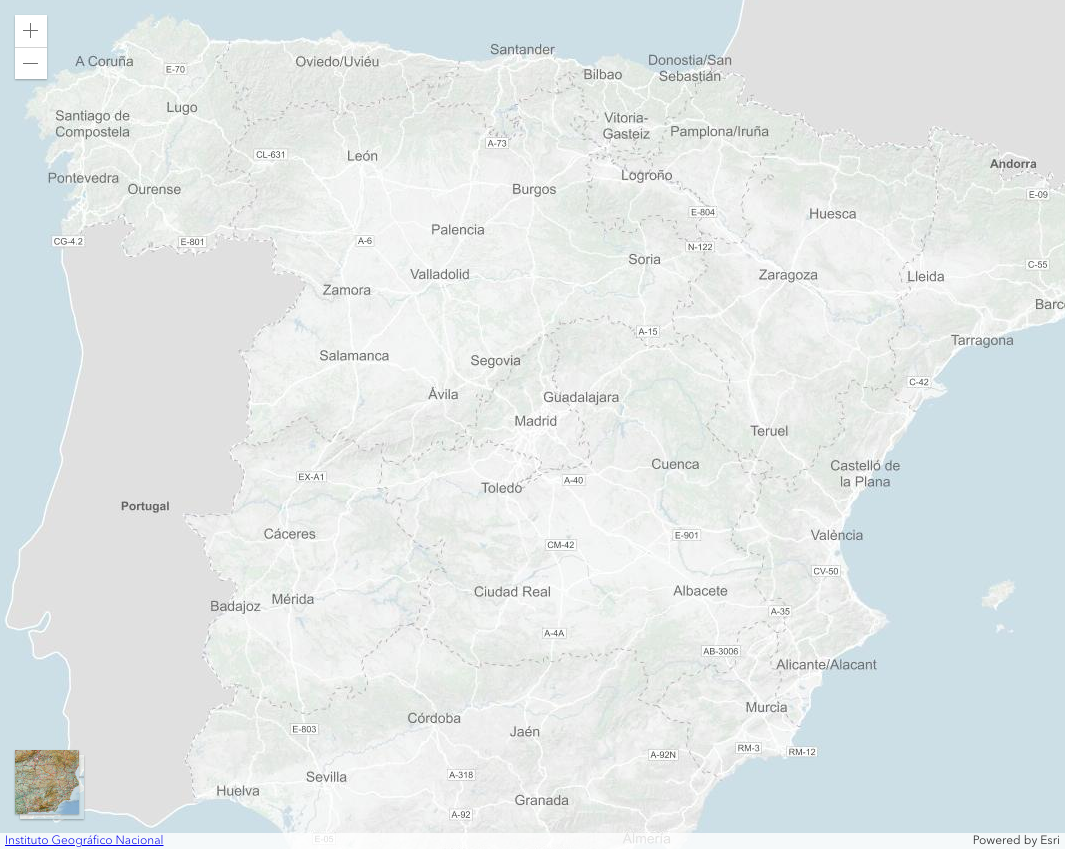 Santander
A Coruña
Oviedo/Uviéu
Donostia/San
Sebastián
E-70
Bilbao
Lugo
Santiago de
Compostela
Vitoria-
Gasteiz
Pamplona/Iruña
A-73
CL-631
León
Andorra
Pontevedra
Ourense
Logroño
Burgos
E-09
E-804
Huesca
Palencia
CG-4.2
E-801
A-6
N-122
Soria
C-55
Valladolid
Zaragoza
Lleida
Zamora
Barc
A-15
Tarragona
Salamanca
Segovia
C-42
Ávila
Guadalajara
Madrid
Teruel
Cuenca
Castelló de
la Plana
EX-A1
A-40
Toledo
Portugal
Cáceres
E-901
València
CM-42
CV-50
Ciudad Real
Albacete
Mérida
Badajoz
A-35
A-4A
AB-3006
Alicante/Alacant
Murcia
Córdoba
E-803
Jaén
RM-3
RM-12
A-92N
Sevilla
A-318
Huelva
Granada
A-92
E-05
Almería
Instituto Geográfico Nacional
Powered by Esri